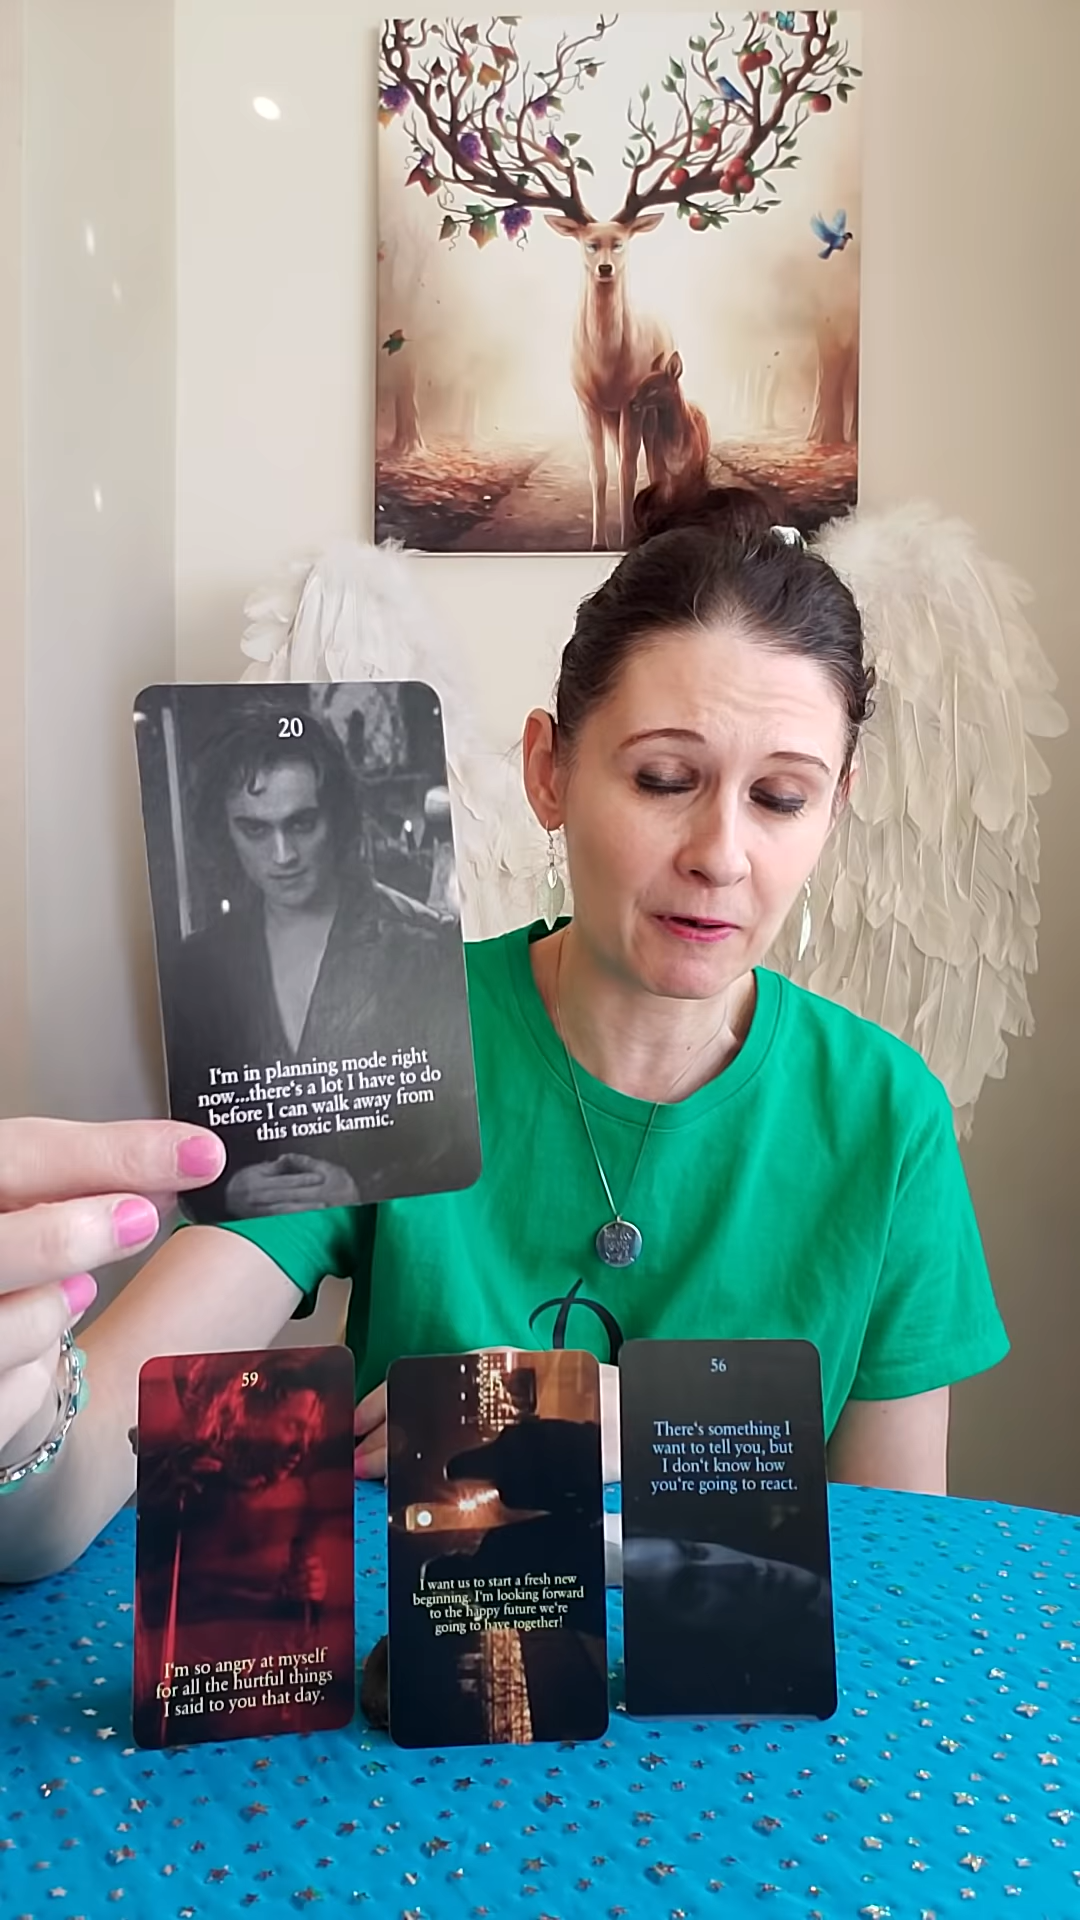 20
I'm in planning mode right
now...there's a lot I have to do
before I can walk away from
this toxic karmic.
59
I'm so angry at myself
for all the hurtful things
I said to you that day.
I want us to start a fresh new
beginning. I'm looking forward
to the happy future we're
going to have together!
56
There's something I
want to tell you, but
I don't know how
you're going to react.